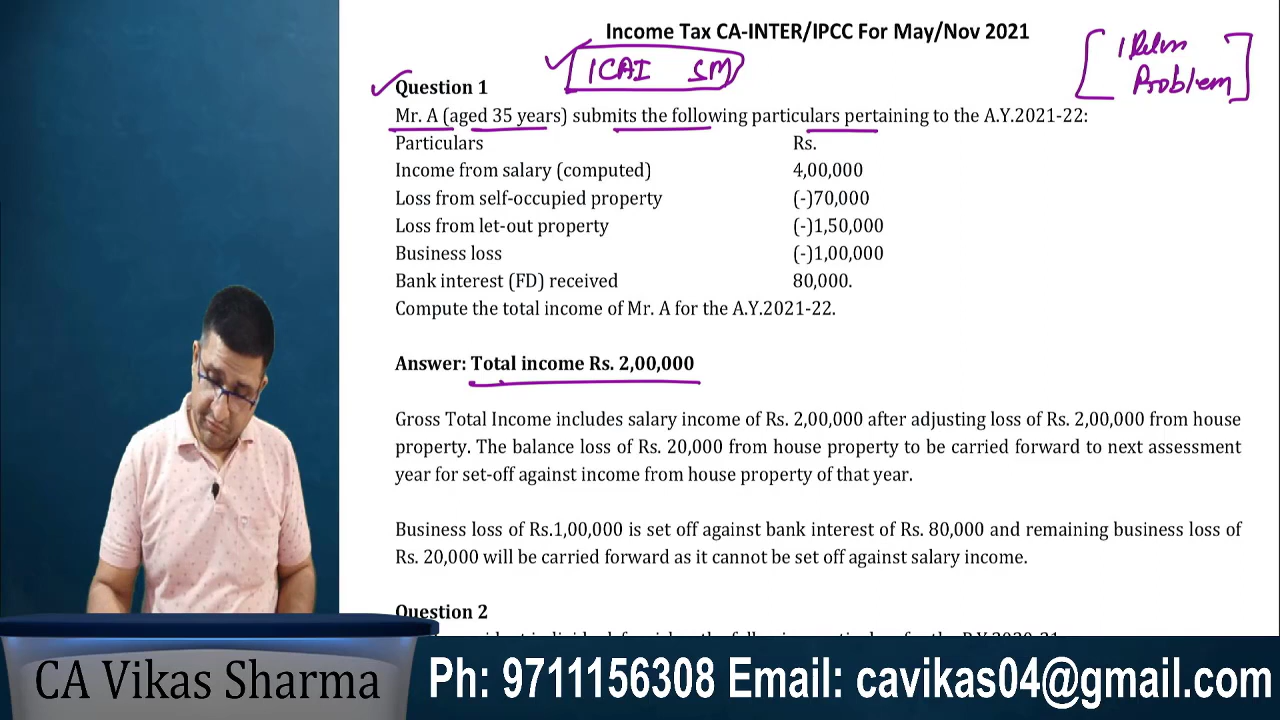 Income Tax CA-INTER/IPCC For May/Nov 2021
ICAI SM
Problem
Question 1
Mr. A (aged 35 years) submits the following particulars pertaining to the A.Y.2021-22:
Particulars Rs.
Income from salary (computed) 4,00,000
Loss from self-occupied property (-)70,000
Loss from let-out property (-)1,50,000
Business loss (-)1,00,000
Bank interest (FD) received 80,000.
Compute the total income of Mr. A for the A.Y.2021-22.
Answer: Total income Rs. 2,00,000
Gross Total Income includes salary income of Rs. 2,00,000 after adjusting loss of Rs. 2,00,000 from house
property. The balance loss of Rs. 20,000 from house property to be carried forward to next assessment
year for set-off against income from house property of that year.
Business loss of Rs.1,00,000 is set off against bank interest of Rs. 80,000 and remaining business loss of
Rs. 20,000 will be carried forward as it cannot be set off against salary income.
Question 2
CA Vikas Sharma
Ph: 9711156308 Email: cavikas04@gmail.com